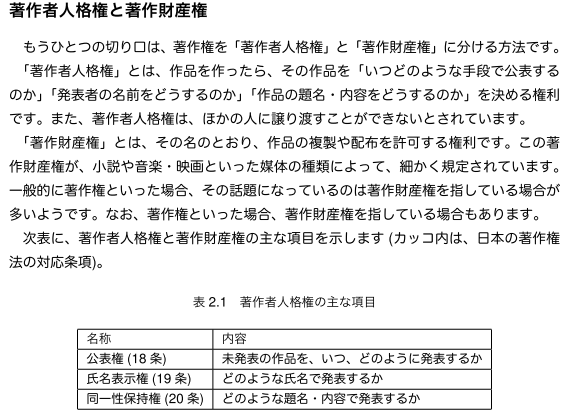 著作者人格権と著作財産権
もうひとつの切り口は、著作権を「著作者人格権」と「著作財産権」に分ける方法です。
「著作者人格権」とは、作品を作ったら、その作品を「いつどのような手段で公表する
のか」「発表者の名前をどうするのか」「作品の題名・内容をどうするのか」を決める権利
です。また、著作者人格権は、ほかの人に譲り渡すことができないとされています。
「著作財産権」とは、その名のとおり、作品の複製や配布を許可する権利です。この著
作財産権が、小説や音楽・映画といった媒体の種類によって、細かく規定されています。
一般的に著作権といった場合、その話題になっているのは著作財産権を指している場合が
多いようです。なお、著作権といった場合、著作財産権を指している場合もあります。
次表に、著作者人格権と著作財産権の主な項目を示します (カッコ内は、日本の著作権
法の対応条項)。
表 2.1 著作者人格権の主な項目
名称 内容
公表権 (18 条) 未発表の作品を、いつ、どのように発表するか
氏名表示権 (19 条) どのような氏名で発表するか
同一性保持権 (20 条) どのような題名・内容で発表するか